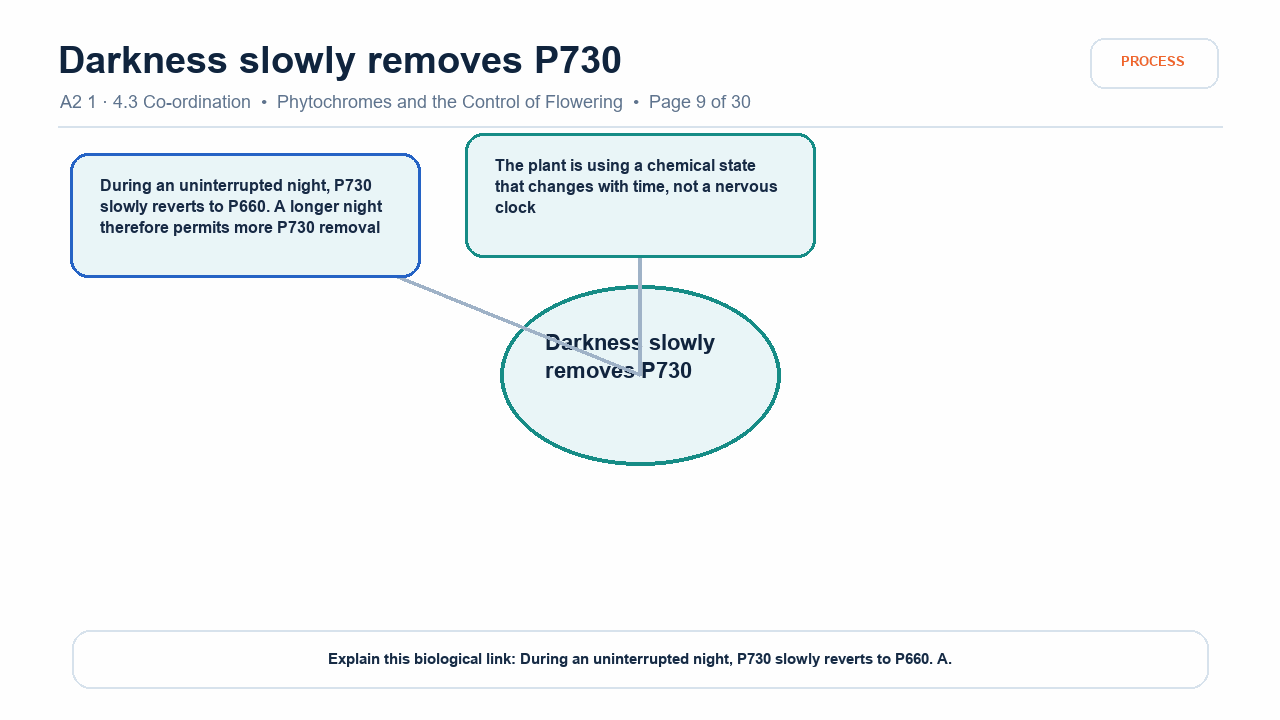 Darkness slowly removes P730
PROCESS
A2 1 · 4.3 Co-ordination • Phytochromes and the Control of Flowering • Page 9 of 30
During an uninterrupted night, P730
slowly reverts to P660. A longer night
therefore permits more P730 removal
The plant is using a chemical state
that changes with time, not a nervous
clock
Darkness slowly
removes P730
Explain this biological link: During an uninterrupted night, P730 slowly reverts to P660. A.